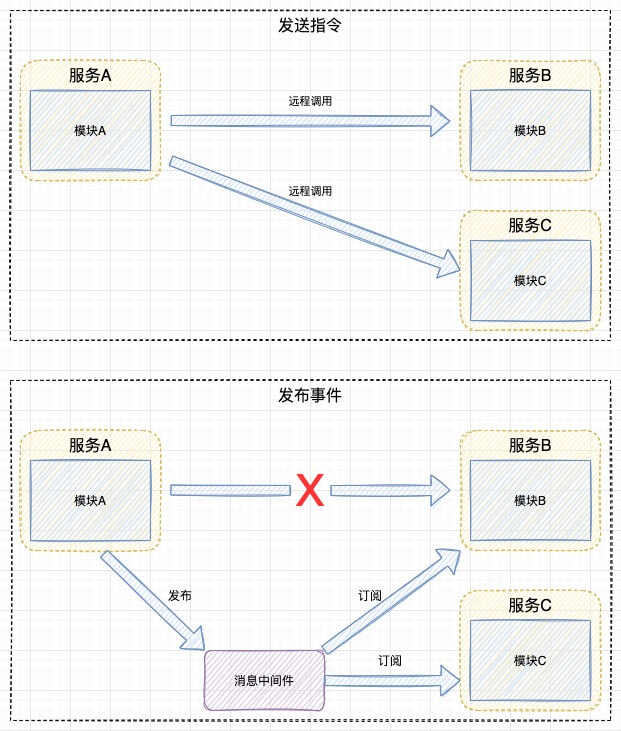 发送指令
服务A
模块A
远程调用
服务B
模块B
远程调用
服务C
模块C
发布事件
服务A
模块A
X
服务B
模块B
发布
订阅
服务C
模块C
订阅
消息中间件